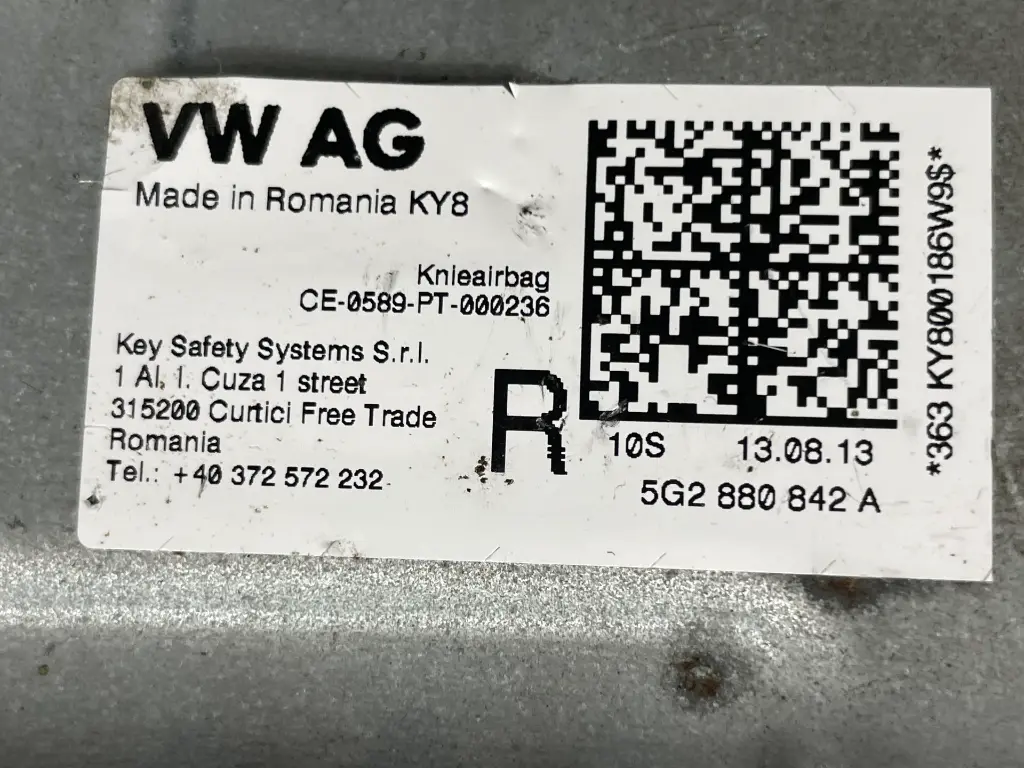 VW AG
Made in Romania KY8
Knieairbag
CE-0589-PT-000236
Key Safety Systems S.r.l.
1 Al. I. Cuza 1 street
315200 Curtici Free Trade
Romania
Tel.: +40 372 572 232
R
10S 13.08.13
5G2 880 842 A
*363 KY800186W9$*